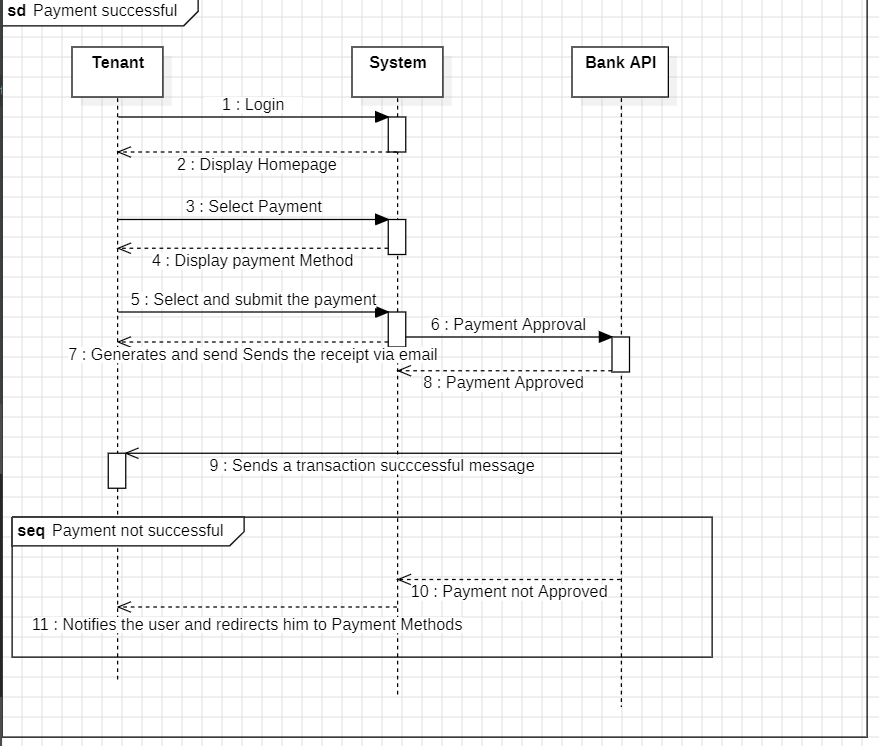 sd Payment successful
Tenant
System
Bank API
1 : Login
2 : Display Homepage
3 : Select Payment
4 : Display payment Method
5 : Select and submit the payment
6 : Payment Approval
7 : Generates and send Sends the receipt via email
8 : Payment Approved
9 : Sends a transaction succcessful message
seq Payment not successful
10 : Payment not Approved
11 : Notifies the user and redirects him to Payment Methods